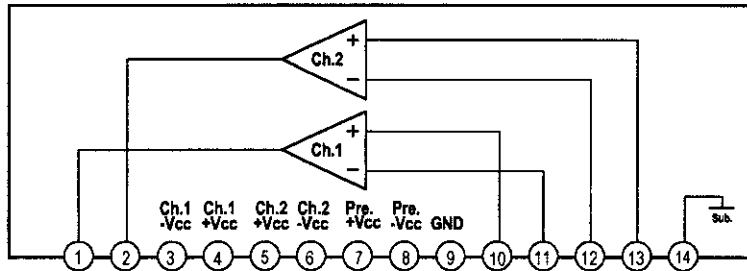 +
Ch.2
−
+
Ch.1
−
Ch.1 Ch.1 Ch.2 Ch.2 Pre. Pre.
-Vcc +Vcc +Vcc -Vcc +Vcc -Vcc GND
Sub.
1 2 3 4 5 6 7 8 9 10 11 12 13 14